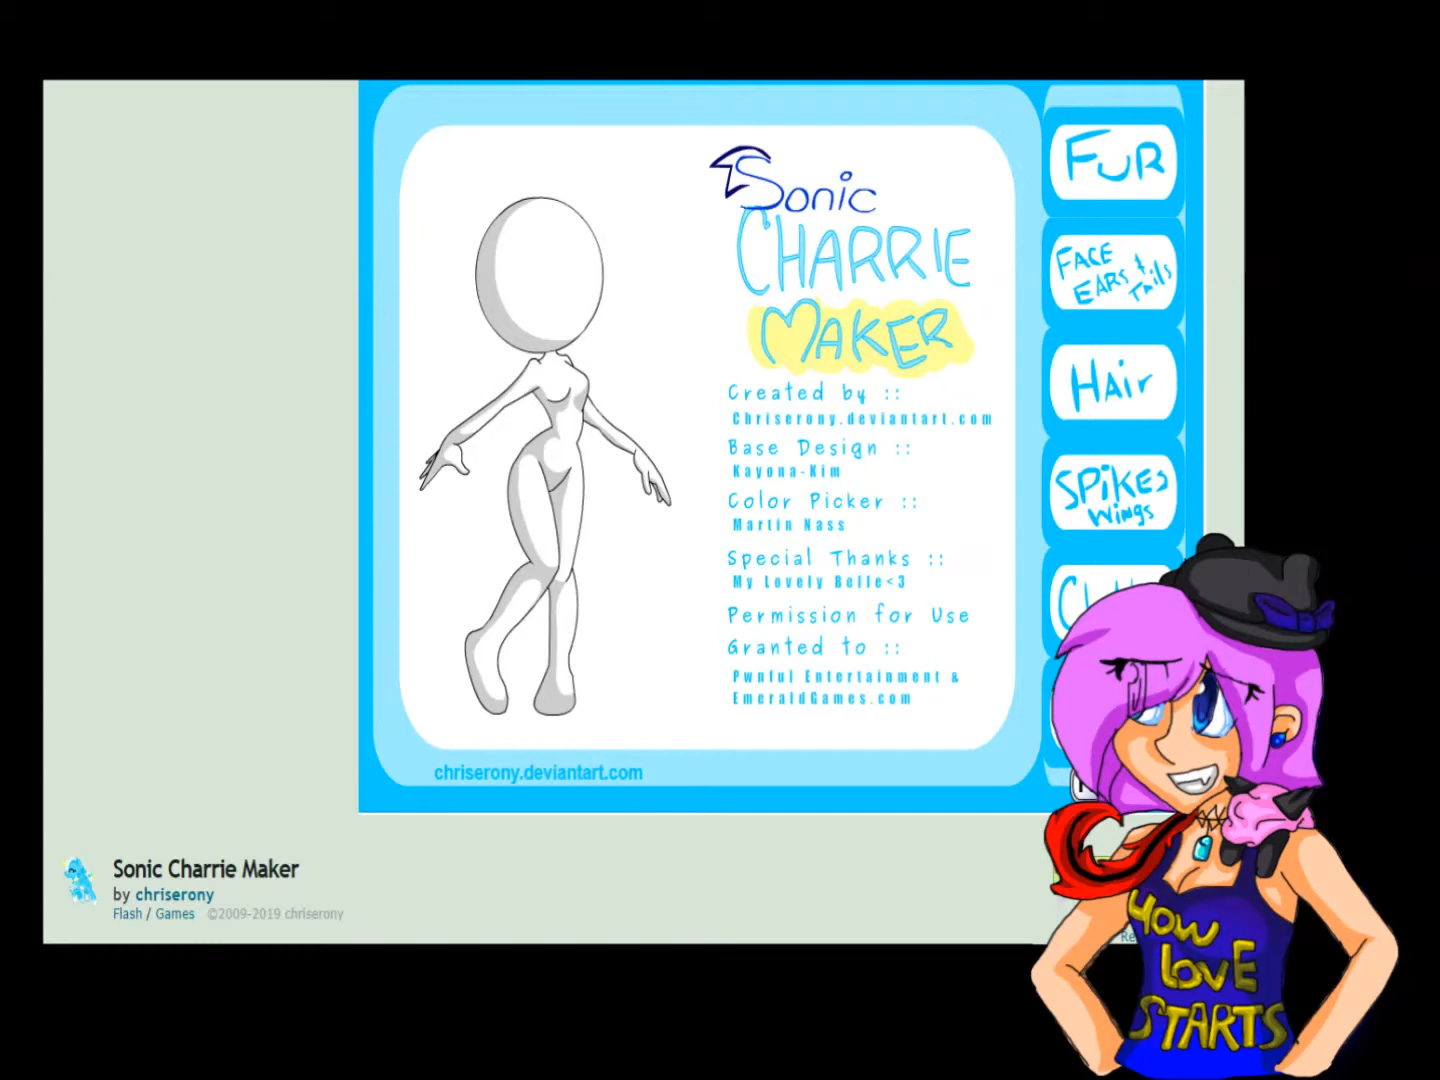 Sonic
CHARRIE
MAKER
Created by ::
Chriserony.deviantart.com
Base Design ::
Kayona-Kim
Color Picker ::
Martin Nass
Special Thanks ::
My Lovely Belle<3
Permission for Use
Granted to ::
Pwnful Entertainment &
EmeraldGames.com
chriserony.deviantart.com
FUR
FACE
EARS &
Tails
HAir
SPiKES
Wings
Sonic Charrie Maker
by chriserony
Flash / Games ©2009-2019 chriserony
HOW
LOVE
STARTS